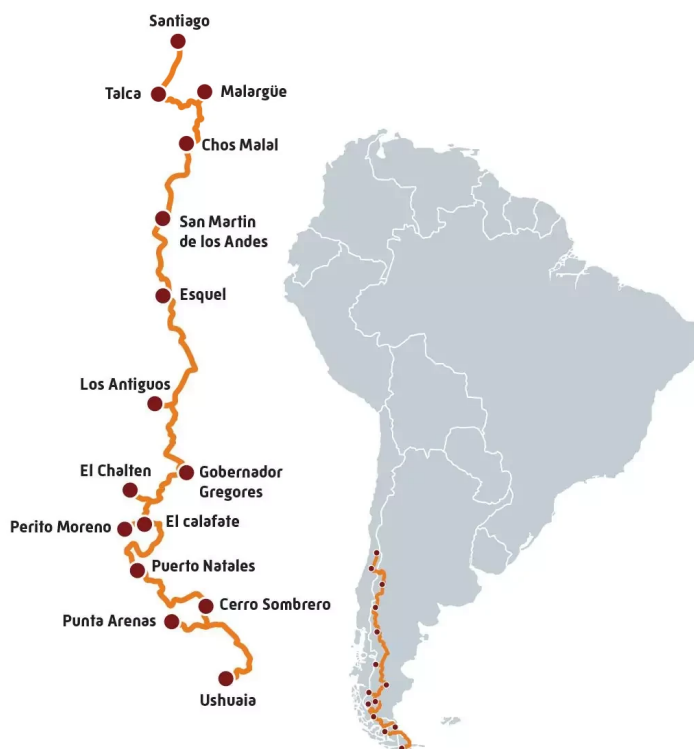 Santiago
Talca
Malargüe
Chos Malal
San Martin
de los Andes
Esquel
Los Antiguos
El Chalten
Gobernador
Gregores
Perito Moreno
El calafate
Puerto Natales
Cerro Sombrero
Punta Arenas
Ushuaia